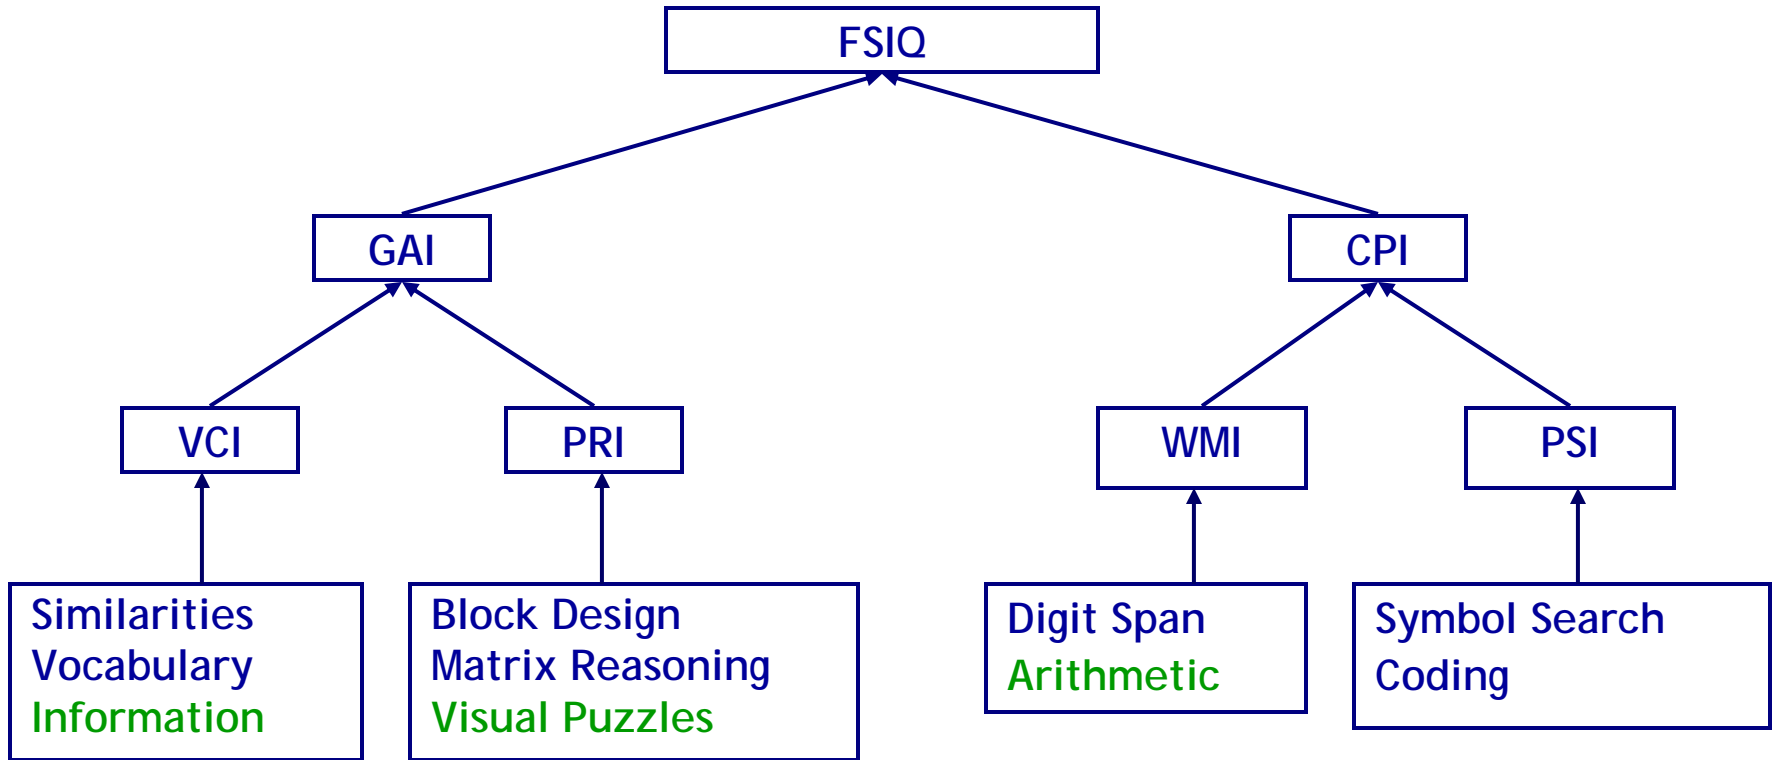 FSIQ
GAI
CPI
VCI
PRI
WMI
PSI
Similarities
Vocabulary
Information
Block Design
Matrix Reasoning
Visual Puzzles
Digit Span
Arithmetic
Symbol Search
Coding